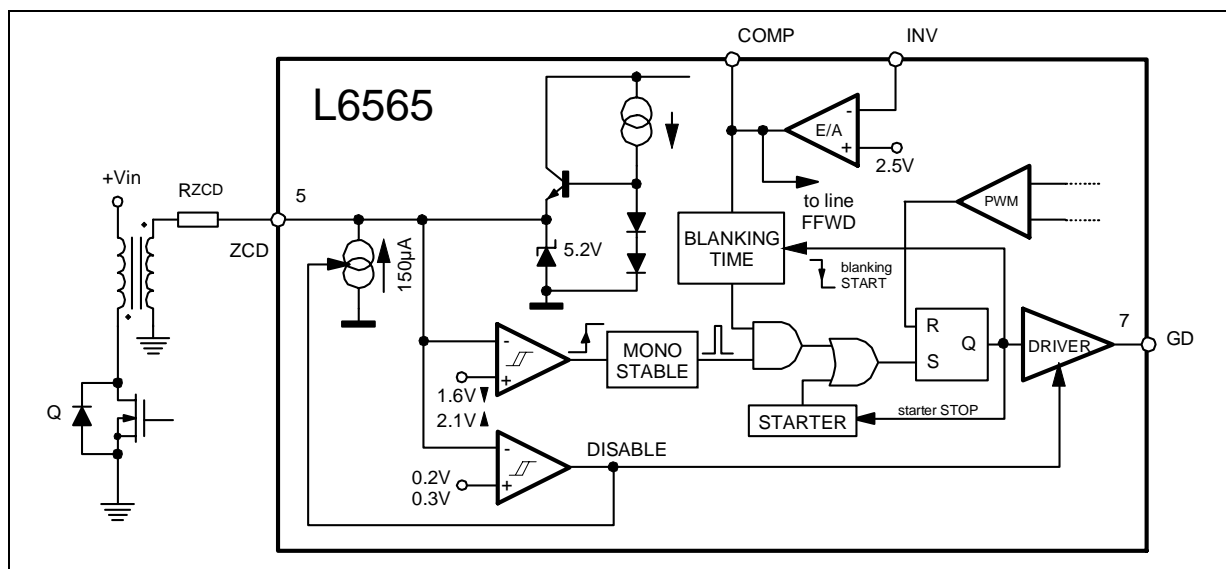 COMP
INV
L6565
E/A
-
+
2.5V
+Vin
RZCD
5
ZCD
to line
FFWD
PWM
BLANKING
TIME
5.2V
150µA
blanking
START
R
Q
S
7
DRIVER
GD
-
+
MONO
STABLE
1.6V
2.1V
Q
STARTER
starter STOP
DISABLE
-
+
0.2V
0.3V